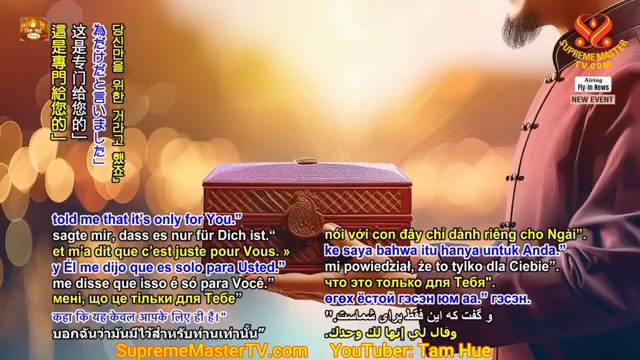 當是專門給您的」
这是专门给您的」
為だけだと言いました」
당신만을 위한 거라고 했죠"
SUPREME MASTER
TV.COM
Airing
Fly-in News
NEW EVENT
told me that it's only for You."
sagte mir, dass es nur für Dich ist.“
et m'a dit que c'est juste pour Vous. »
y Él me dijo que es solo para Usted.”
me disse que isso é só para Você.”
мені, що це тільки для Тебе”
कहा कि यह केवल आपके लिए ही है।"
บอกฉันว่ามันมีไว้สำหรับท่านเท่านั้น”
nói với con đây chỉ dành riêng cho Ngài”.
ke saya bahwa itu hanya untuk Anda.”
mi powiedział, że to tylko dla Ciebie”.
что это только для Тебя".
өгөх ёстой гэсэн юм аа.” гэсэн.
و گفت که این فقط برای شماست."
وقال لي إنها لك وحدك.
SupremeMasterTV.com
YouTuber: Tam Hue